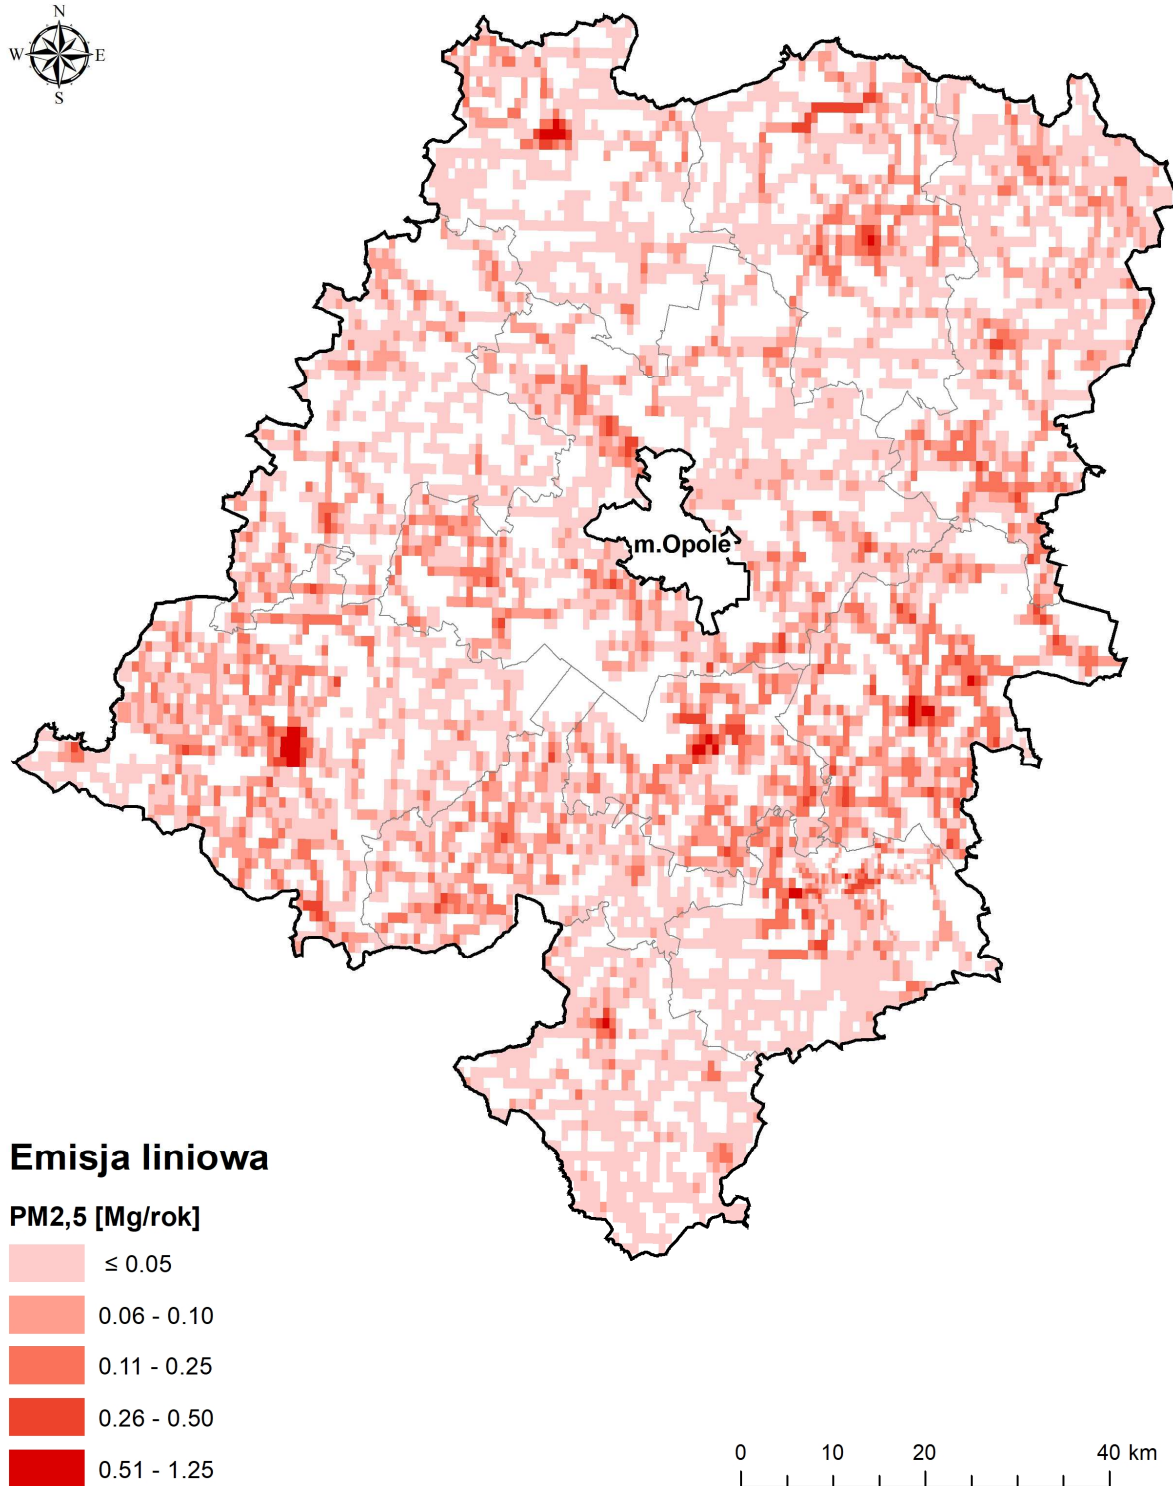 N
W E
S
m.Opole
Emisja liniowa
PM2,5 [Mg/rok]
≤ 0.05
0.06 - 0.10
0.11 - 0.25
0.26 - 0.50
0.51 - 1.25
0 10 20 40 km